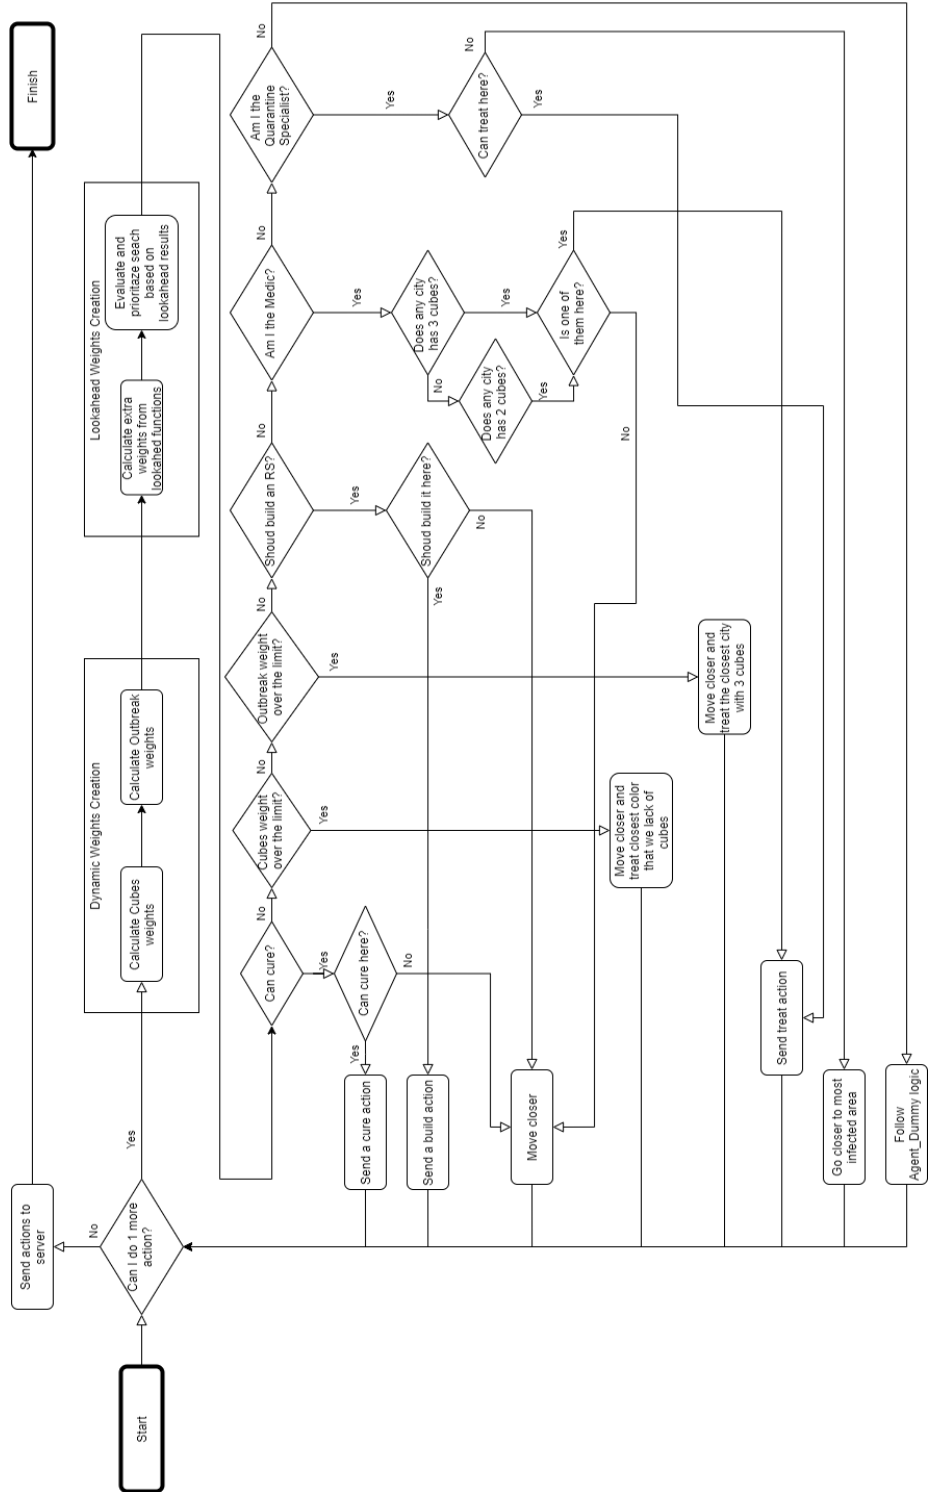 Start
Can I do 1 more
action?
No
Send actions to
server
Finish
Yes
Dynamic Weights Creation
Calculate Cubes
weights
Calculate Outbreak
weights
Lookahead Weights Creation
Calculate extra
weights from
lookahed functions
Evaluate and
prioritaze seach
based on
lookahead results
Can cure?
No
Cubes weight
over the limit?
No
Outbreak weight
over the limit?
No
Shoud build an RS?
No
Am I the Medic?
No
Am I the
Quarantine
Specialist?
No
Yes
Can cure here?
Yes
No
Yes
Yes
Yes
Shoud build it here?
Yes
No
Yes
Does any city
has 3 cubes?
No
Yes
Does any city
has 2 cubes?
Yes
Is one of
them here?
Yes
No
Yes
Can treat here?
No
Yes
Send a cure action
Send a build action
Move closer
Move closer and
treat closest color
that we lack of
cubes
Move closer and
treat the closest city
with 3 cubes
Send treat action
Go closer to most
infected area
Follow
Agent_Dummy logic